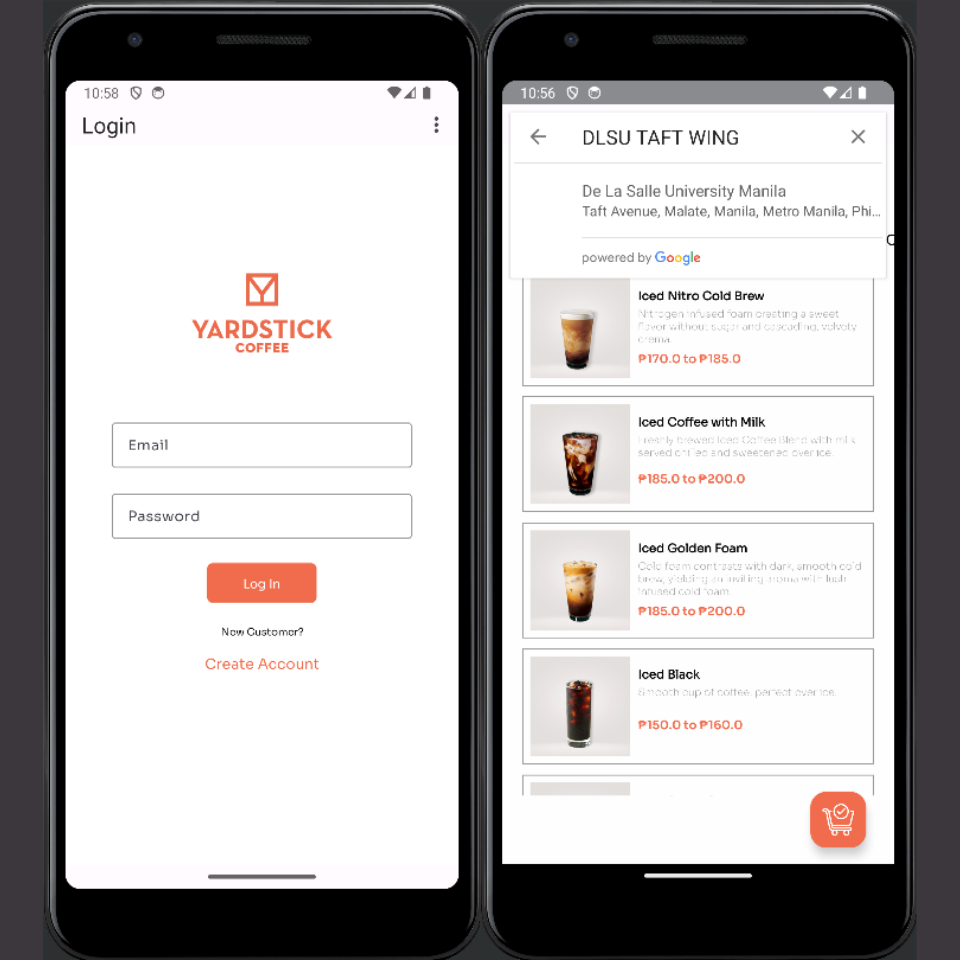 10:58
Login
YARDSTICK
COFFEE
Email
Password
Log In
New Customer?
Create Account
10:56
DLSU TAFT WING
De La Salle University Manila
Taft Avenue, Malate, Manila, Metro Manila, Phi...
powered by Google
Iced Nitro Cold Brew
Nitrogen infused foam creating a sweet
flavor without sugar and cascading, velvety
crema.
₱170.0 to ₱185.0
Iced Coffee with Milk
Freshly brewed Iced Coffee Blend with milk
served chilled and sweetened over ice.
₱185.0 to ₱200.0
Iced Golden Foam
Cold foam contrasts with dark, smooth cold
brew, yielding an inviting aroma with lush
infused cold foam.
₱185.0 to ₱200.0
Iced Black
Smooth cup of coffee, perfect over ice.
₱150.0 to ₱160.0